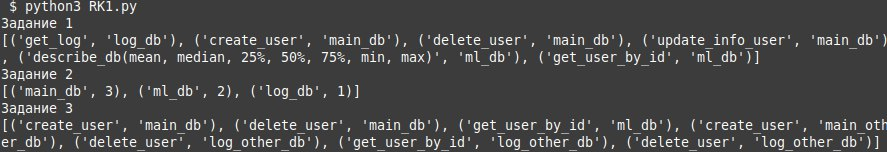 $ python3 RK1.py
Задание 1
[('get_log', 'log_db'), ('create_user', 'main_db'), ('delete_user', 'main_db'), ('update_info_user', 'main_db')
, ('describe_db(mean, median, 25%, 50%, 75%, min, max)', 'ml_db'), ('get_user_by_id', 'ml_db')]
Задание 2
[('main_db', 3), ('ml_db', 2), ('log_db', 1)]
Задание 3
[('create_user', 'main_db'), ('delete_user', 'main_db'), ('get_user_by_id', 'ml_db'), ('create_user', 'main_oth
er_db'), ('delete_user', 'log_other_db'), ('get_user_by_id', 'log_other_db'), ('delete_user', 'log_other_db')]